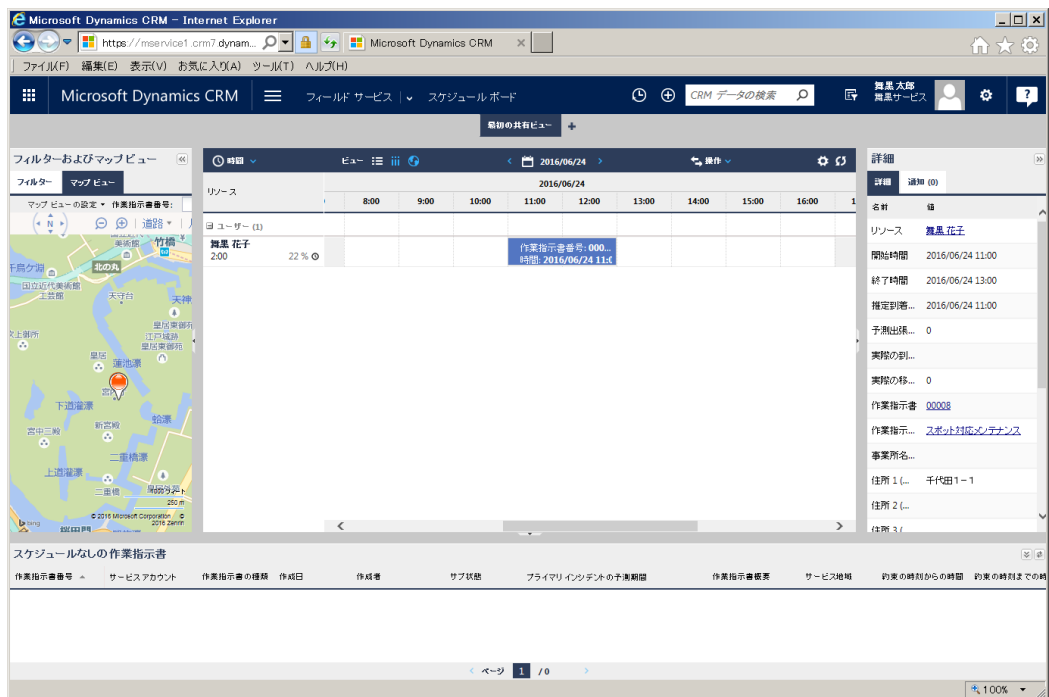 Microsoft Dynamics CRM - Internet Explorer
https://mservice1.crm7.dynam...
Microsoft Dynamics CRM
ファイル(F) 編集(E) 表示(V) お気に入り(A) ツール(T) ヘルプ(H)
Microsoft Dynamics CRM
フィールド サービス
スケジュール ボード
CRM データの検索
舞黒 太郎
舞黒サービス
最初の共有ビュー
フィルターおよびマップ ビュー
フィルター マップ ビュー
マップ ビューの設定 作業指示書番号:
N 道路
美術館 竹橋
北の丸
千鳥ケ淵
国立近代美術館
工芸館
天守台
天神
皇居東御苑
江戸城跡
皇居東御苑
皇居
蓮池濠
下道灌濠
宮中三殿
新宮殿
蛤濠
二重橋濠
上道灌濠
二重橋
250 m
© 2016 Microsoft Corporation ©
2016 Zenrin
bing
桜田門
時間 ビュー 2016/06/24 操作
リソース
2016/06/24
8:00 9:00 10:00 11:00 12:00 13:00 14:00 15:00 16:00 1
ユーザー (1)
舞黒 花子
2:00 22 %
作業指示書番号: 000...
時間: 2016/06/24 11:0
詳細
詳細 通知 (0)
名前 値
リソース 舞黒 花子
開始時間 2016/06/24 11:00
終了時間 2016/06/24 13:00
推定到着... 2016/06/24 11:00
予測出張... 0
実際の到...
実際の移... 0
作業指示書 00008
作業指示... スポット対応メンテナンス
事業所名...
住所 1 (... 千代田1-1
住所 2 (...
住所 3 (
スケジュールなしの作業指示書
作業指示書番号 サービス アカウント 作業指示書の種類 作成日 作成者 サブ状態 プライマリ インシデントの予測期間 作業指示書概要 サービス地域 約束の時刻からの時間 約束の時刻までの時
ページ 1 / 0
100%